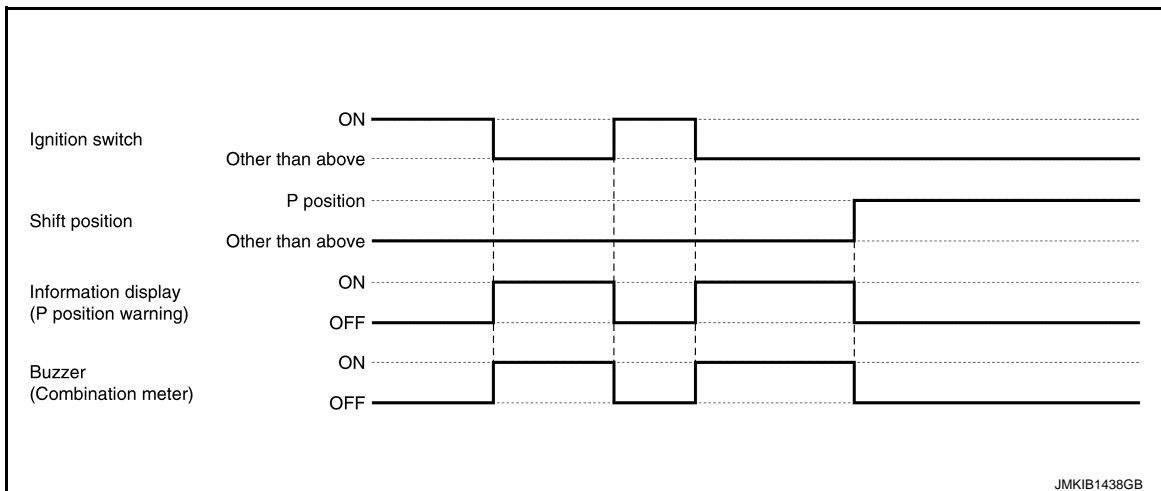 ON
Ignition switch
Other than above
P position
Shift position
Other than above
ON
Information display
(P position warning)
OFF
ON
Buzzer
(Combination meter)
OFF
JMKIB1438GB